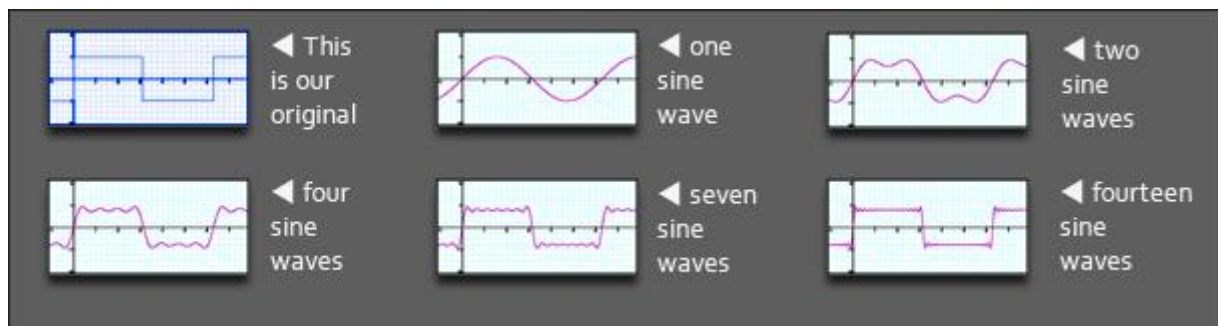 ◀ This
is our
original
◀ one
sine
wave
◀ two
sine
waves
◀ four
sine
waves
◀ seven
sine
waves
◀ fourteen
sine
waves